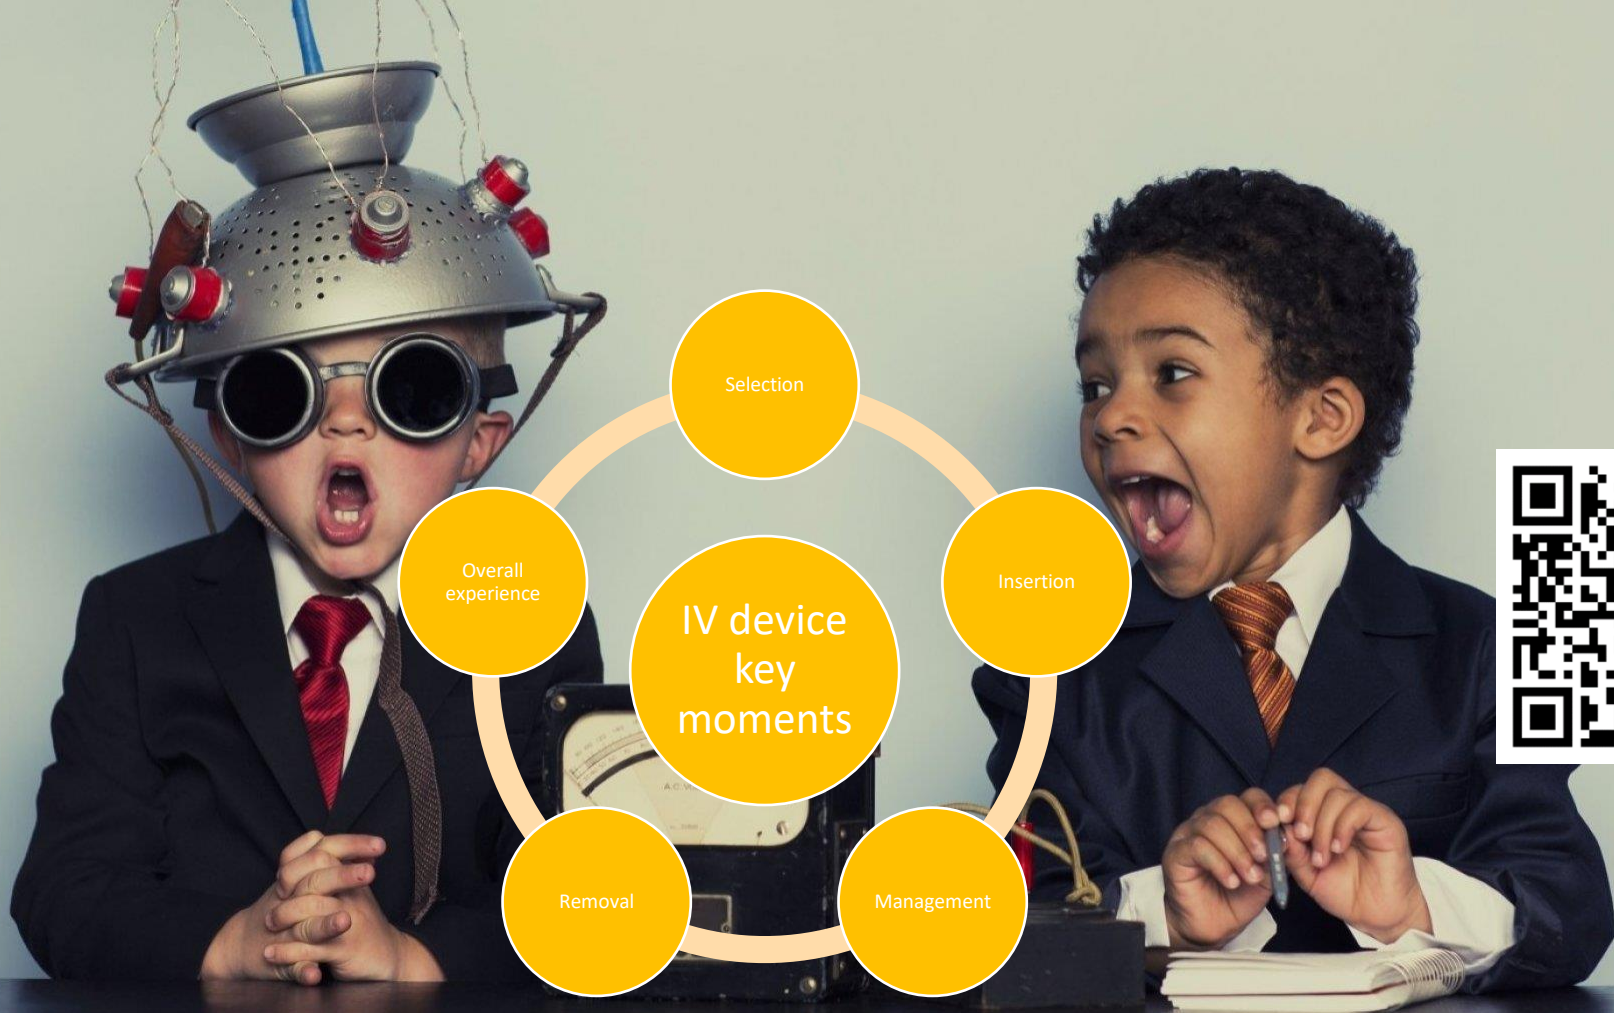 Selection
Overall
experience
Insertion
IV device
key
moments
Removal
Management